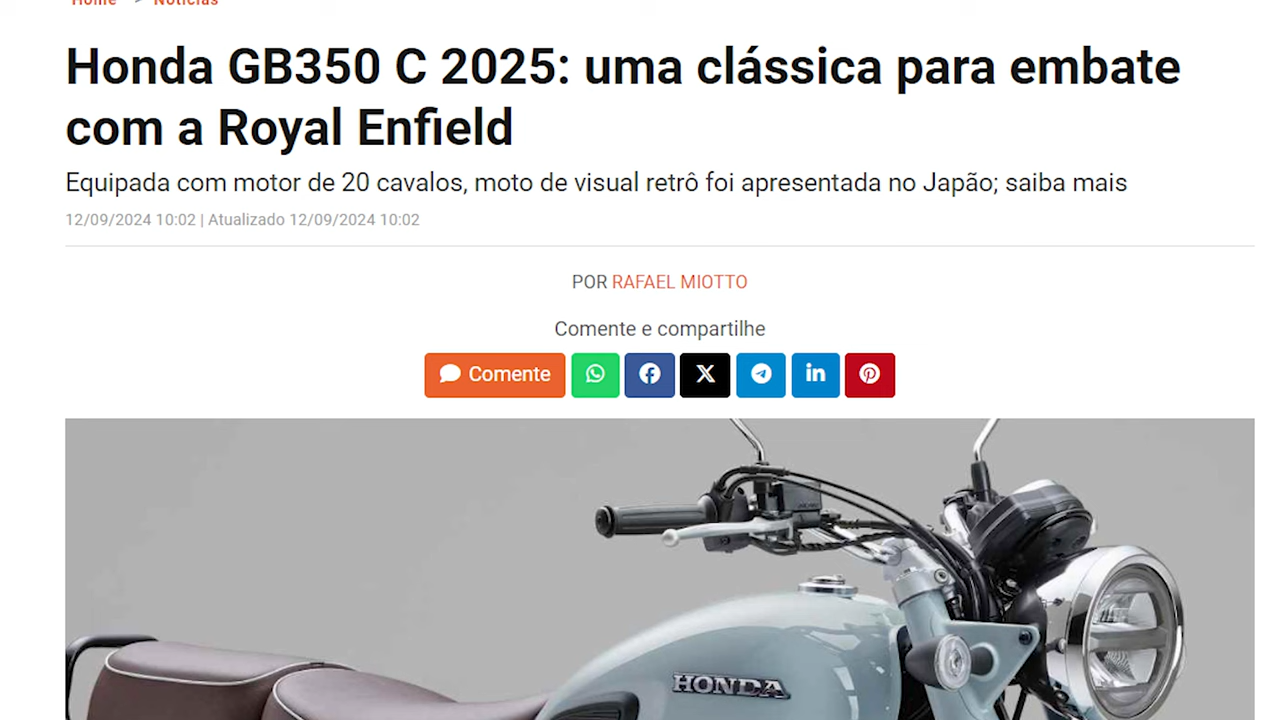 Home > Notícias
Honda GB350 C 2025: uma clássica para embate
com a Royal Enfield
Equipada com motor de 20 cavalos, moto de visual retrô foi apresentada no Japão; saiba mais
12/09/2024 10:02 | Atualizado 12/09/2024 10:02
POR RAFAEL MIOTTO
Comente e compartilhe
Comente
HONDA